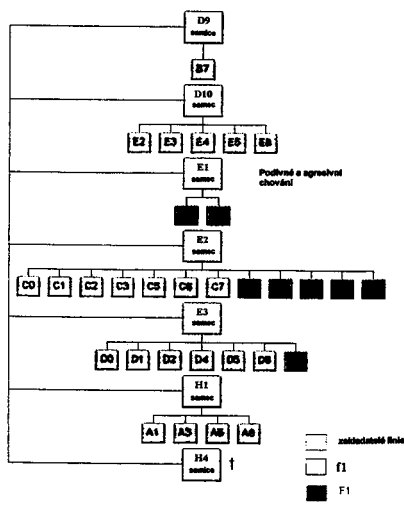 D9
samice
B7
D10
samec
E2 E3 E4 E5 E6
E1
samec
Podivné a agresivní
chování
E2
samec
C0 C1 C2 C3 C5 C6 C7
E3
samec
D0 D1 D2 D4 D5 D6
H1
samec
A1 A3 A5 A6
H4
samice
†
zakladatelé linie
f1
F1